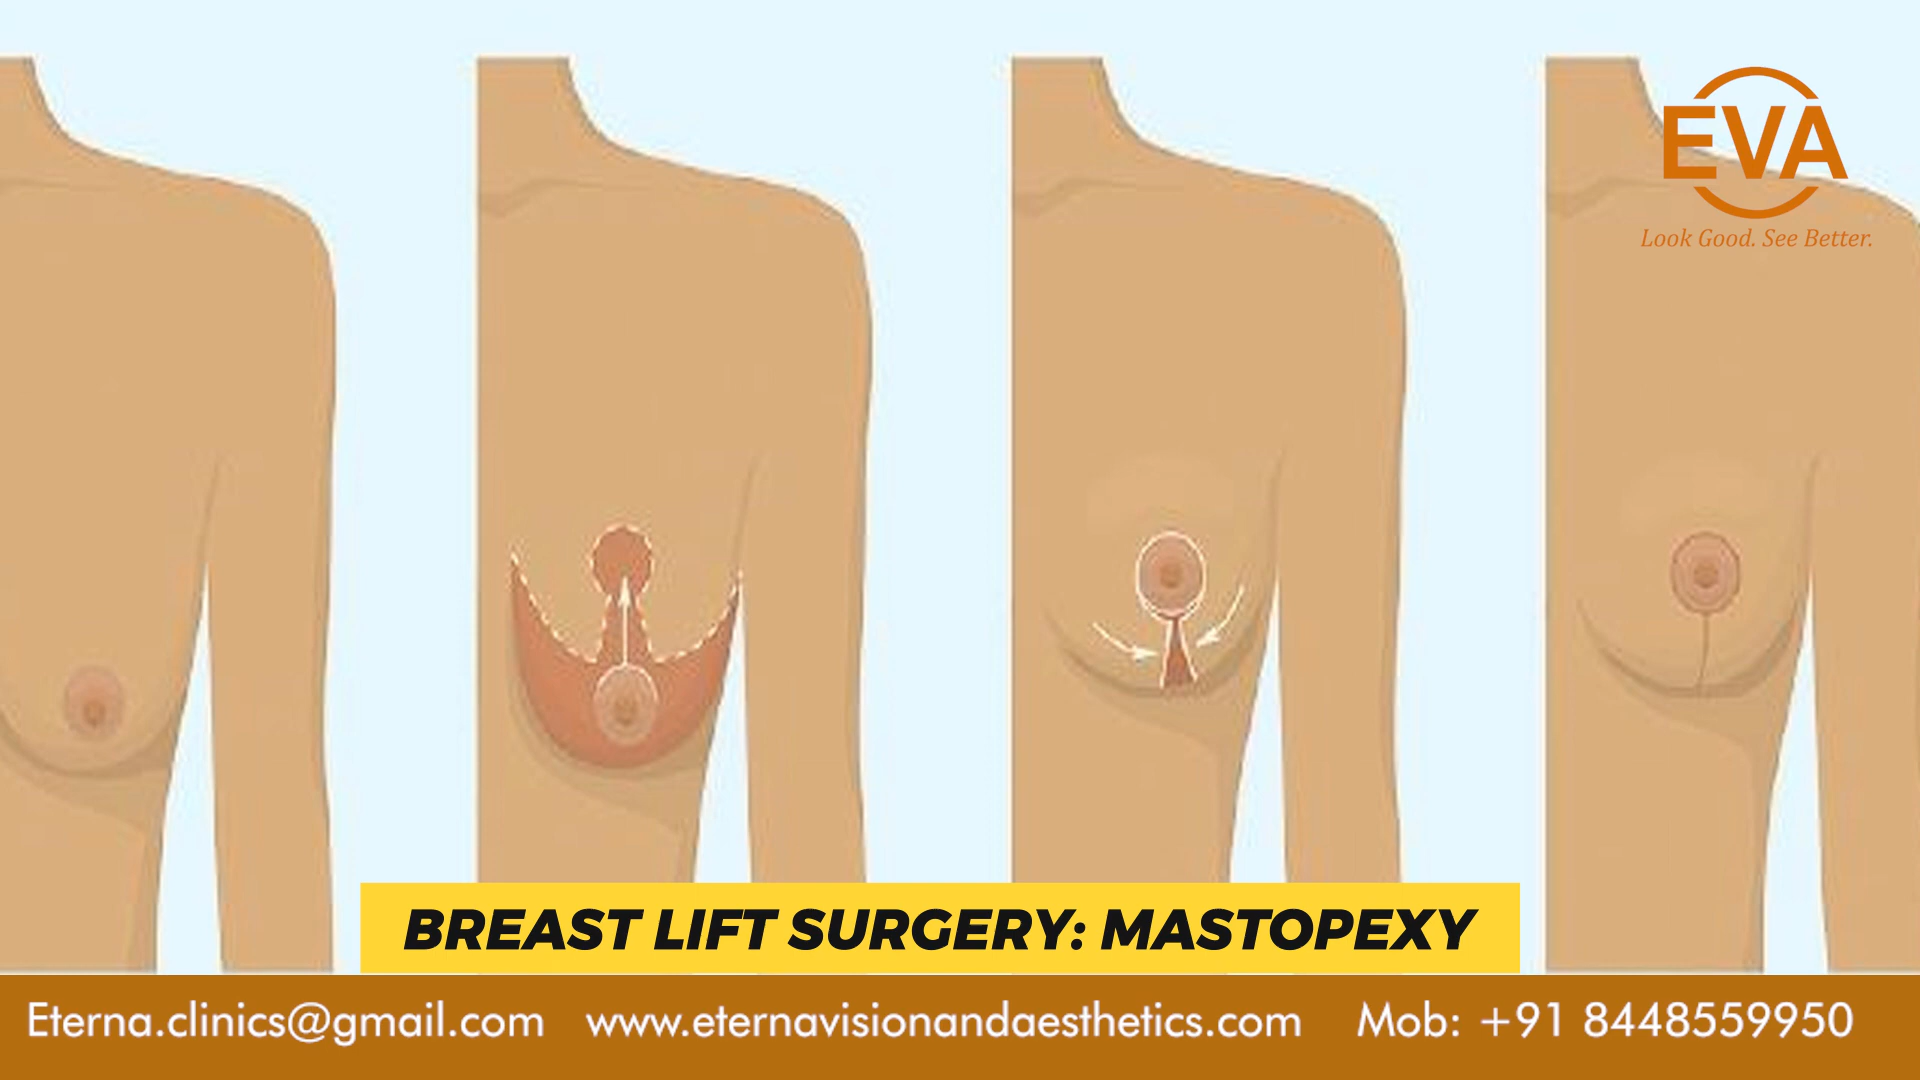 EVA
Look Good. See Better.
BREAST LIFT SURGERY: MASTOPEXY
Eterna.clinics@gmail.com www.eternavisionandaesthetics.com Mob: +91 8448559950